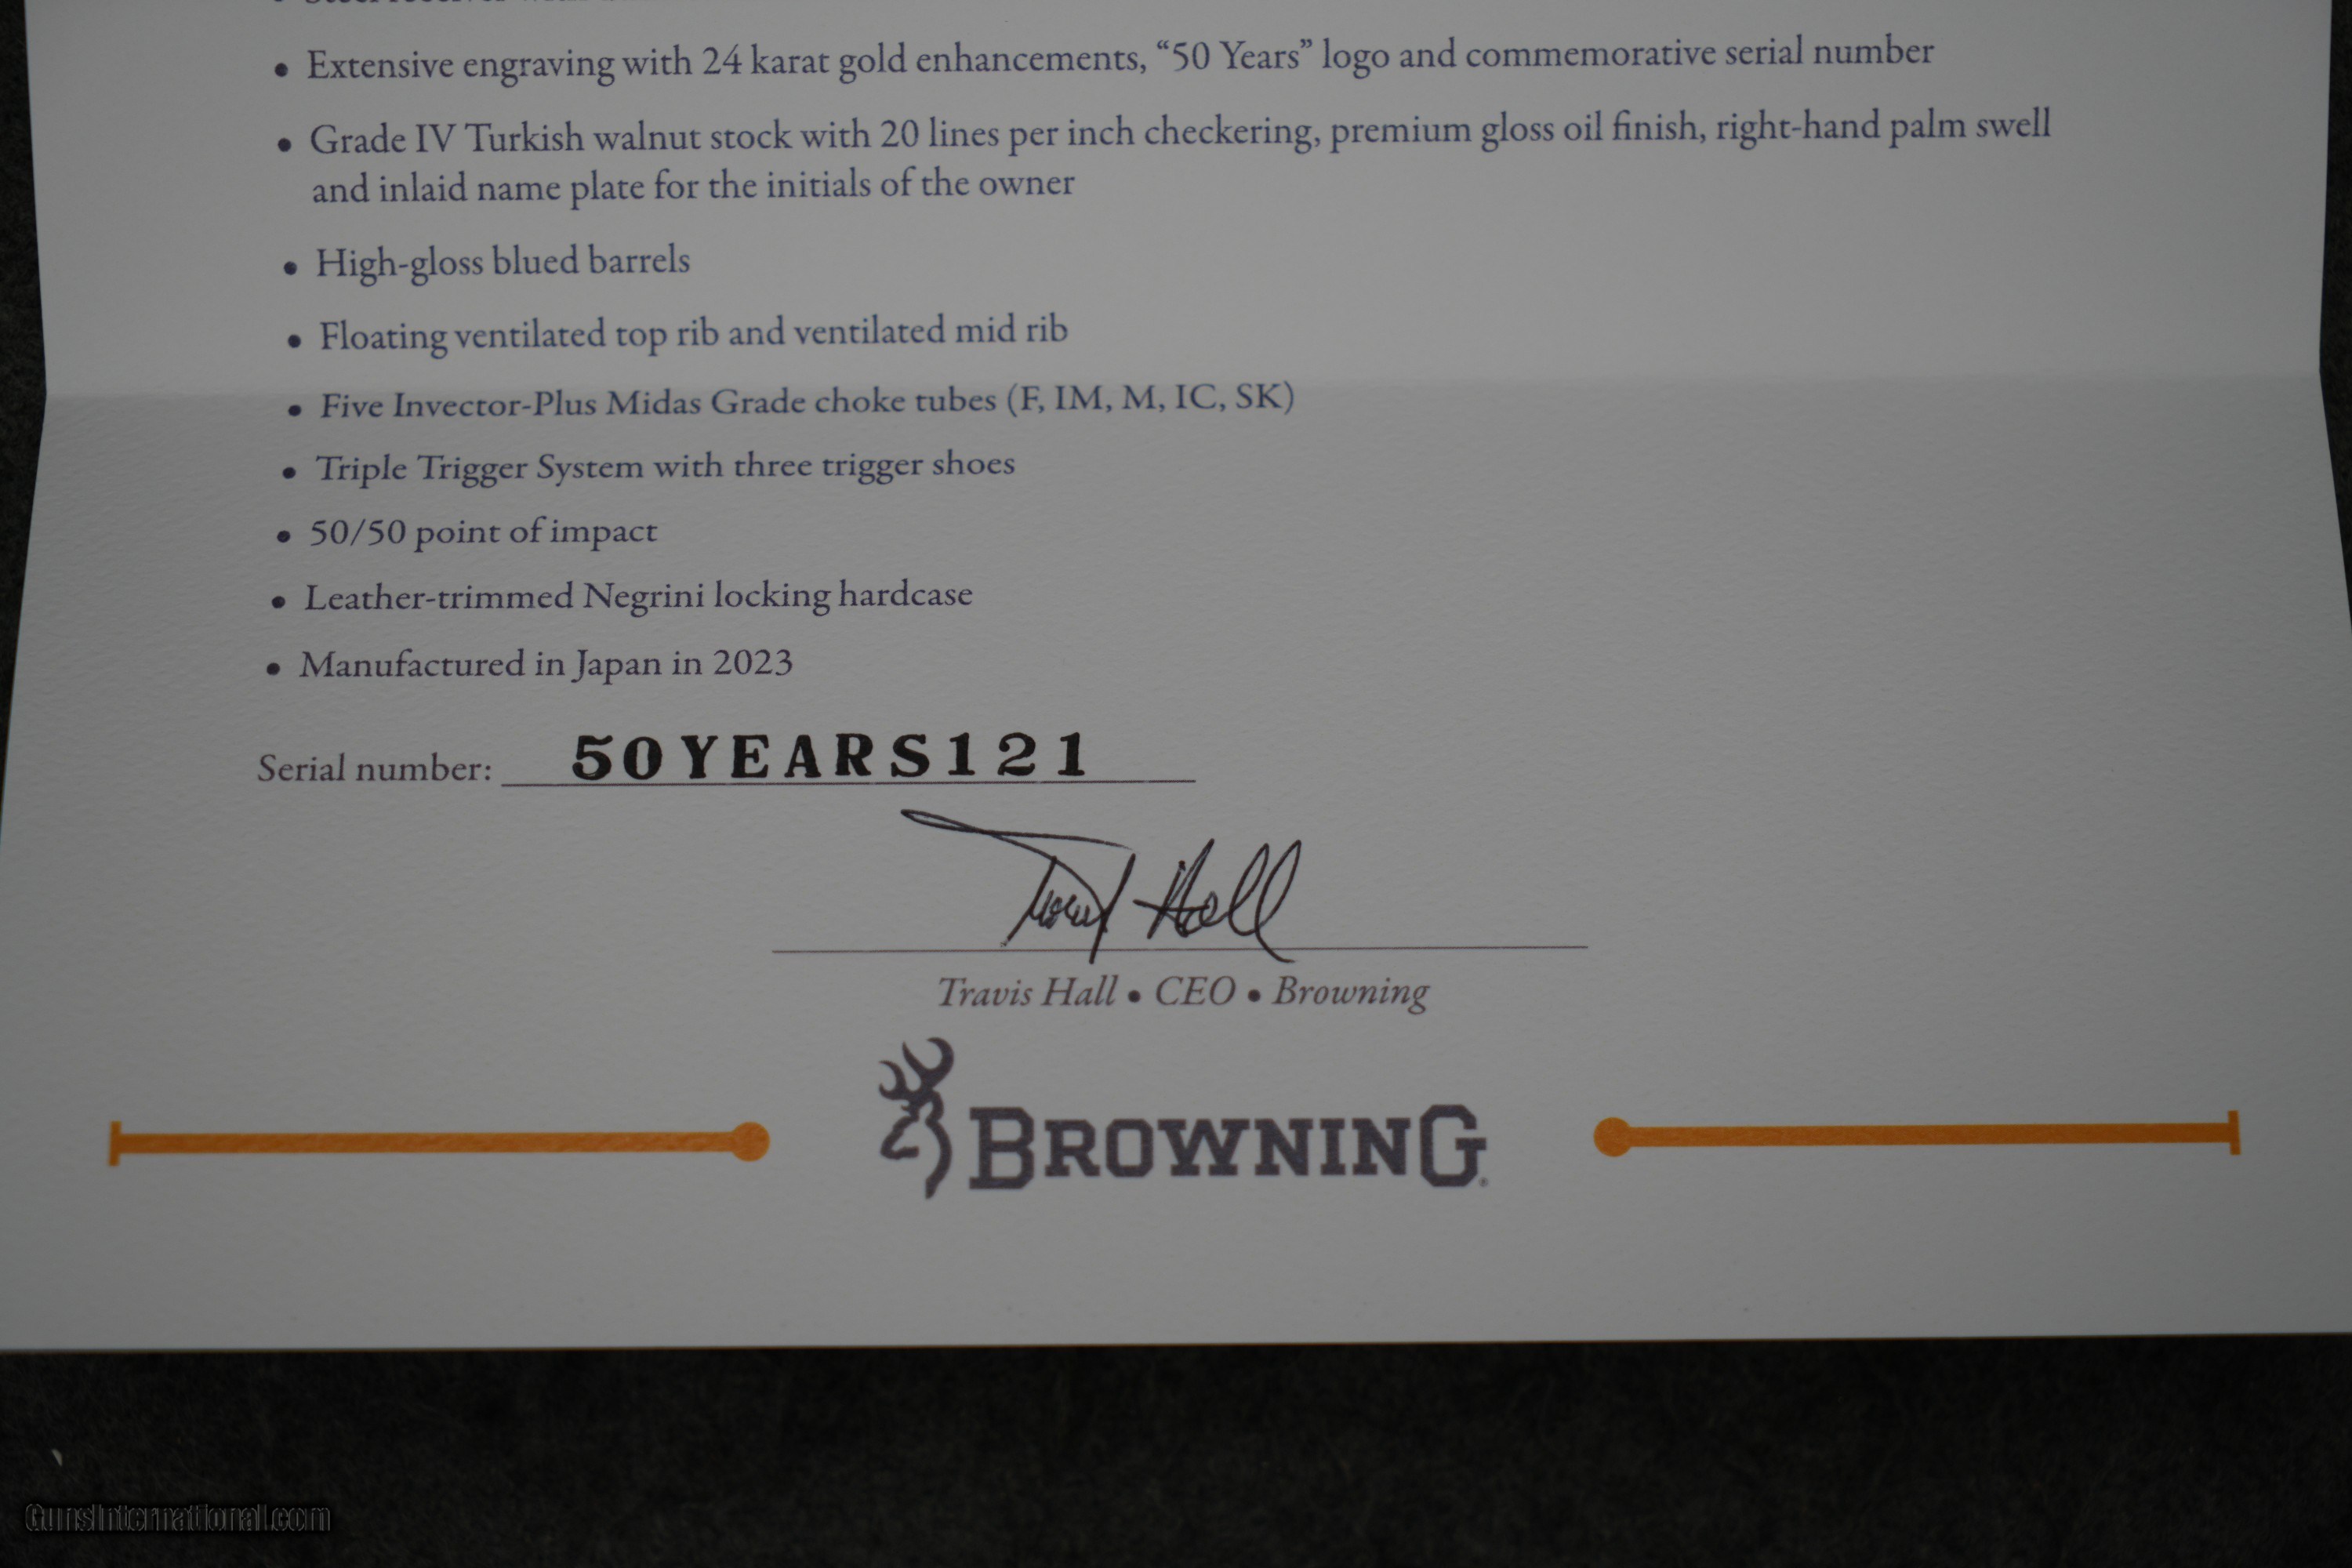 • Extensive engraving with 24 karat gold enhancements, “50 Years” logo and commemorative serial number
• Grade IV Turkish walnut stock with 20 lines per inch checkering, premium gloss oil finish, right-hand palm swell
and inlaid name plate for the initials of the owner
• High-gloss blued barrels
• Floating ventilated top rib and ventilated mid rib
• Five Invector-Plus Midas Grade choke tubes (F, IM, M, IC, SK)
• Triple Trigger System with three trigger shoes
• 50/50 point of impact
• Leather-trimmed Negrini locking hardcase
• Manufactured in Japan in 2023
Serial number: 50YEARS121
Travis Hall
Travis Hall • CEO • Browning
BROWNING
GunsInternational.com